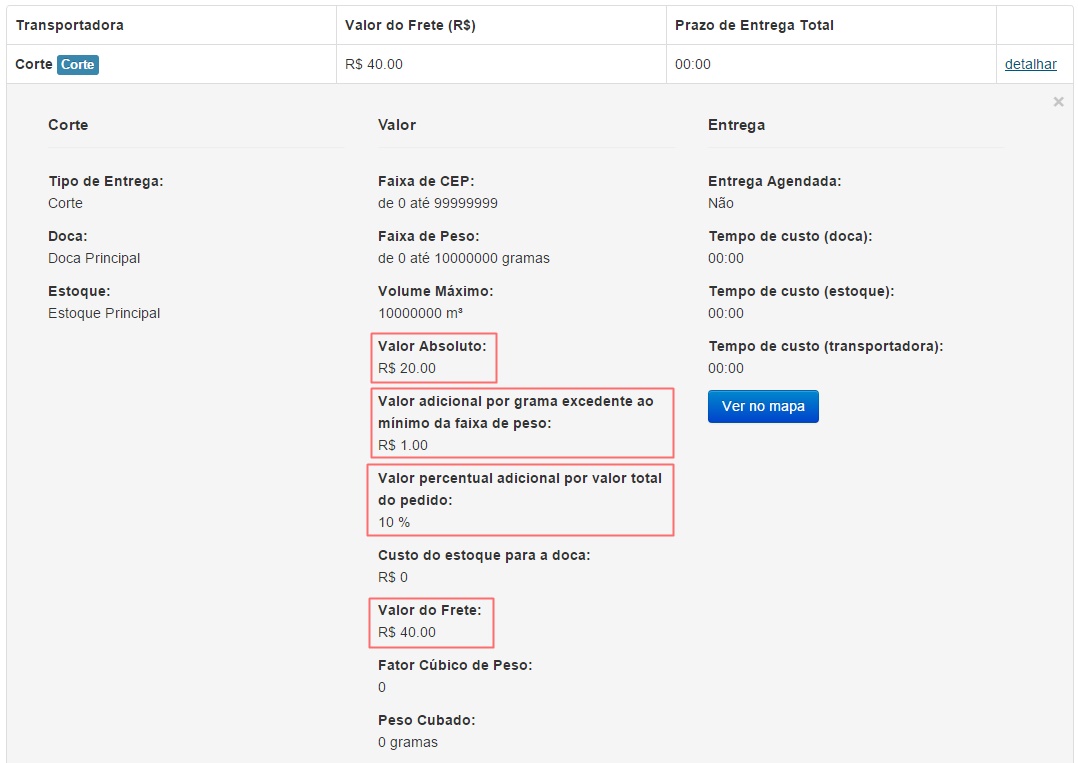 Transportadora
Valor do Frete (R$)
Prazo de Entrega Total
Corte Corte
R$ 40.00
00:00
detalhar
×
Corte
Tipo de Entrega:
Corte
Doca:
Doca Principal
Estoque:
Estoque Principal
Valor
Faixa de CEP:
de 0 até 99999999
Faixa de Peso:
de 0 até 10000000 gramas
Volume Máximo:
10000000 m³
Valor Absoluto:
R$ 20.00
Valor adicional por grama excedente ao
mínimo da faixa de peso:
R$ 1.00
Valor percentual adicional por valor total
do pedido:
10 %
Custo do estoque para a doca:
R$ 0
Valor do Frete:
R$ 40.00
Fator Cúbico de Peso:
0
Peso Cubado:
0 gramas
Entrega
Entrega Agendada:
Não
Tempo de custo (doca):
00:00
Tempo de custo (estoque):
00:00
Tempo de custo (transportadora):
00:00
Ver no mapa